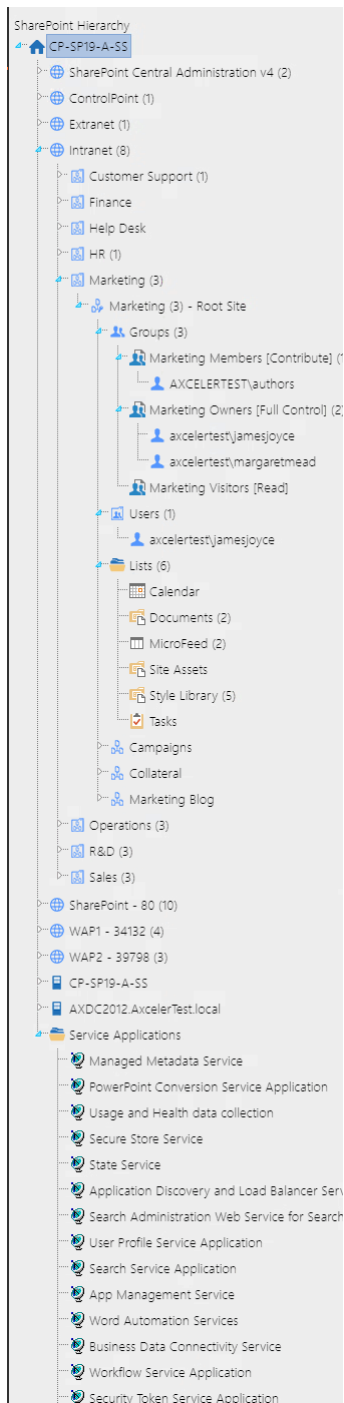 SharePoint Hierarchy
CP-SP19-A-SS
SharePoint Central Administration v4 (2)
ControlPoint (1)
Extranet (1)
Intranet (8)
Customer Support (1)
Finance
Help Desk
HR (1)
Marketing (3)
Marketing (3) - Root Site
Groups (3)
Marketing Members [Contribute] (1
AXCELERTEST\authors
Marketing Owners [Full Control] (2)
axcelertest\jamesjoyce
axcelertest\margaretmead
Marketing Visitors [Read]
Users (1)
axcelertest\jamesjoyce
Lists (6)
Calendar
Documents (2)
MicroFeed (2)
Site Assets
Style Library (5)
Tasks
Campaigns
Collateral
Marketing Blog
Operations (3)
R&D (3)
Sales (3)
SharePoint - 80 (10)
WAP1 - 34132 (4)
WAP2 - 39798 (3)
CP-SP19-A-SS
AXDC2012.AxcelerTest.local
Service Applications
Managed Metadata Service
PowerPoint Conversion Service Application
Usage and Health data collection
Secure Store Service
State Service
Application Discovery and Load Balancer Serv
Search Administration Web Service for Search
User Profile Service Application
Search Service Application
App Management Service
Word Automation Services
Business Data Connectivity Service
Workflow Service Application
Security Token Service Application